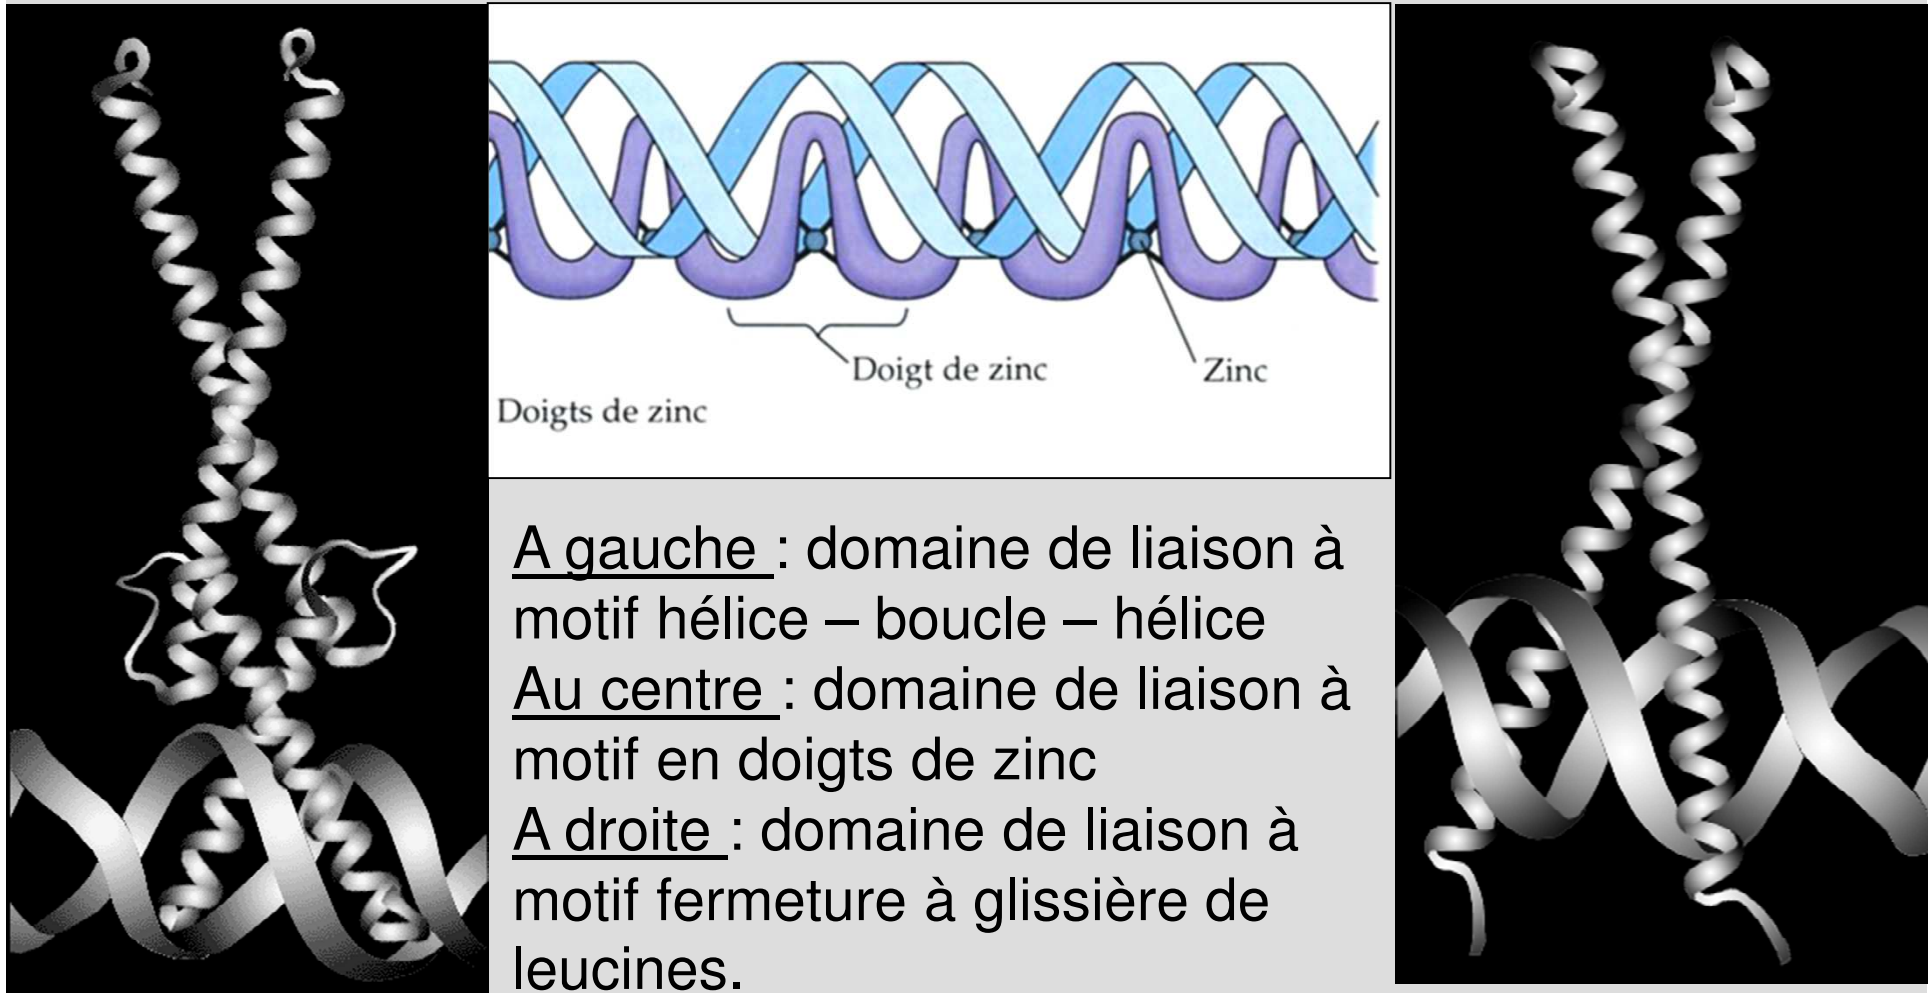 Doigt de zinc
Zinc
Doigts de zinc
A gauche : domaine de liaison à
motif hélice – boucle – hélice
Au centre : domaine de liaison à
motif en doigts de zinc
A droite : domaine de liaison à
motif fermeture à glissière de
leucines.